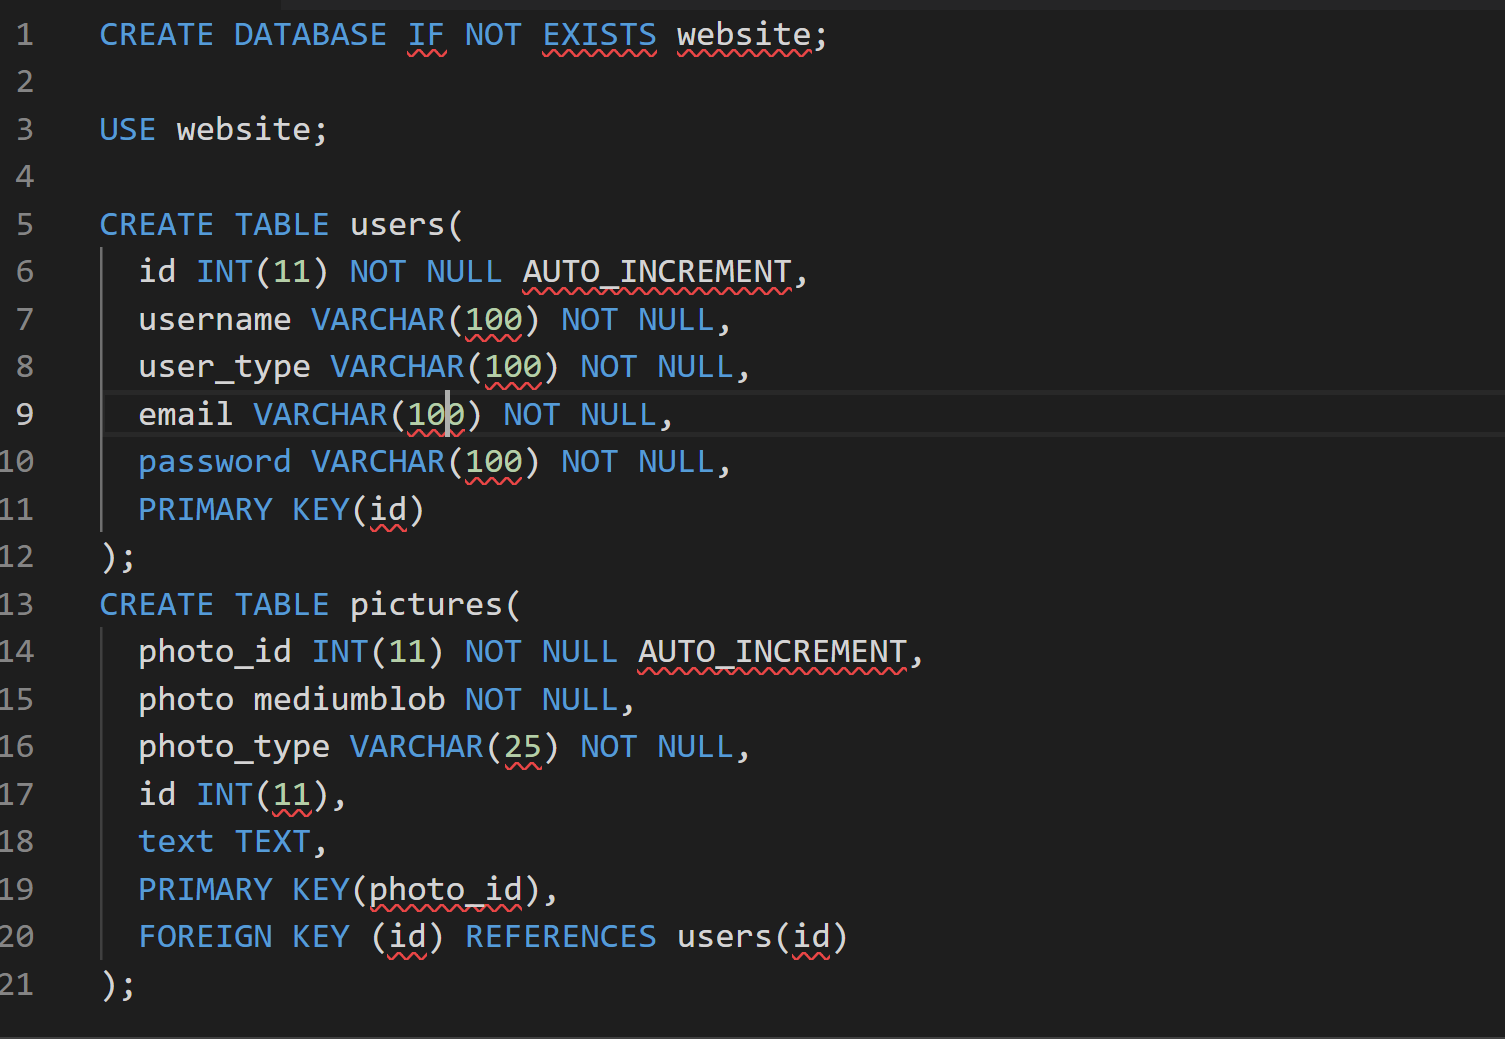 1 CREATE DATABASE IF NOT EXISTS website;
2
3 USE website;
4
5 CREATE TABLE users(
6 id INT(11) NOT NULL AUTO_INCREMENT,
7 username VARCHAR(100) NOT NULL,
8 user_type VARCHAR(100) NOT NULL,
9 email VARCHAR(100) NOT NULL,
10 password VARCHAR(100) NOT NULL,
11 PRIMARY KEY(id)
12 );
13 CREATE TABLE pictures(
14 photo_id INT(11) NOT NULL AUTO_INCREMENT,
15 photo mediumblob NOT NULL,
16 photo_type VARCHAR(25) NOT NULL,
17 id INT(11),
18 text TEXT,
19 PRIMARY KEY(photo_id),
20 FOREIGN KEY (id) REFERENCES users(id)
21 );